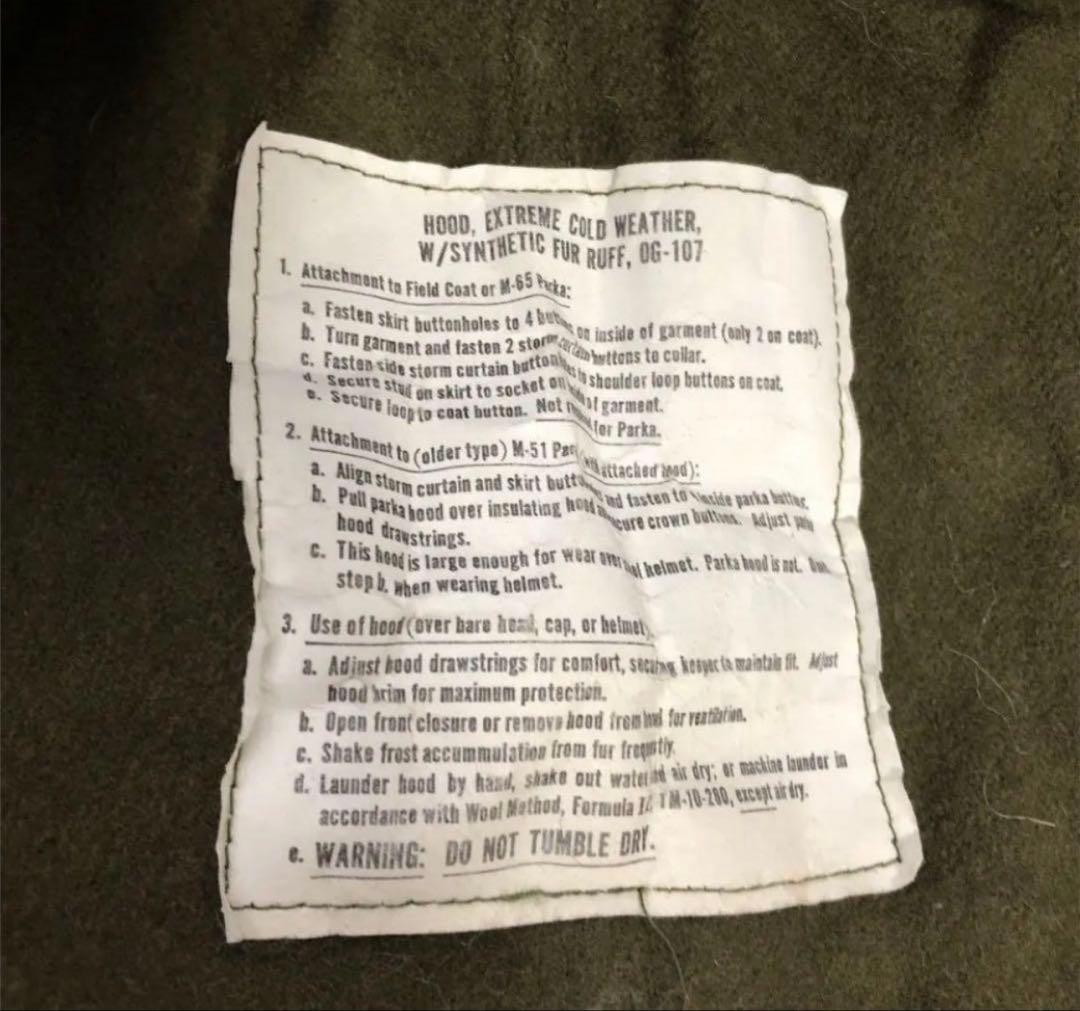 HOOD, EXTREME COLD WEATHER,
W/SYNTHETIC FUR RUFF, OG-107
1. Attachment to Field Coat or M-65 Parka:
a. Fasten skirt buttonholes to 4 on inside of garment (only 2 on coat).
b. Turn garment and fasten 2 storm curtain buttons to collar.
c. Fasten side storm curtain to shoulder loop buttons on coat.
d. Secure stud on skirt to socket on of garment.
e. Secure loop to coat button. Not for Parka.
2. Attachment to (older type) M-51 attached hood):
a. Align storm curtain and skirt and fasten to inside parka
b. Pull parka hood over insulating hood secure crown buttons. Adjust
hood drawstrings.
c. This hood is large enough for wear over helmet. Parka hood is not.
step b. when wearing helmet.
3. Use of hood (over bare head, cap, or helmet)
a. Adjust hood drawstrings for comfort, securing keeper to maintain fit. Adjust
hood brim for maximum protection.
b. Open front closure or remove hood from for ventilation.
c. Shake frost accummulation from fur frequently.
d. Launder hood by hand, shake out water and air dry; or machine launder in
accordance with Wool Method, Formula TM-10-280, except air dry.
e. WARNING: DO NOT TUMBLE DRY.